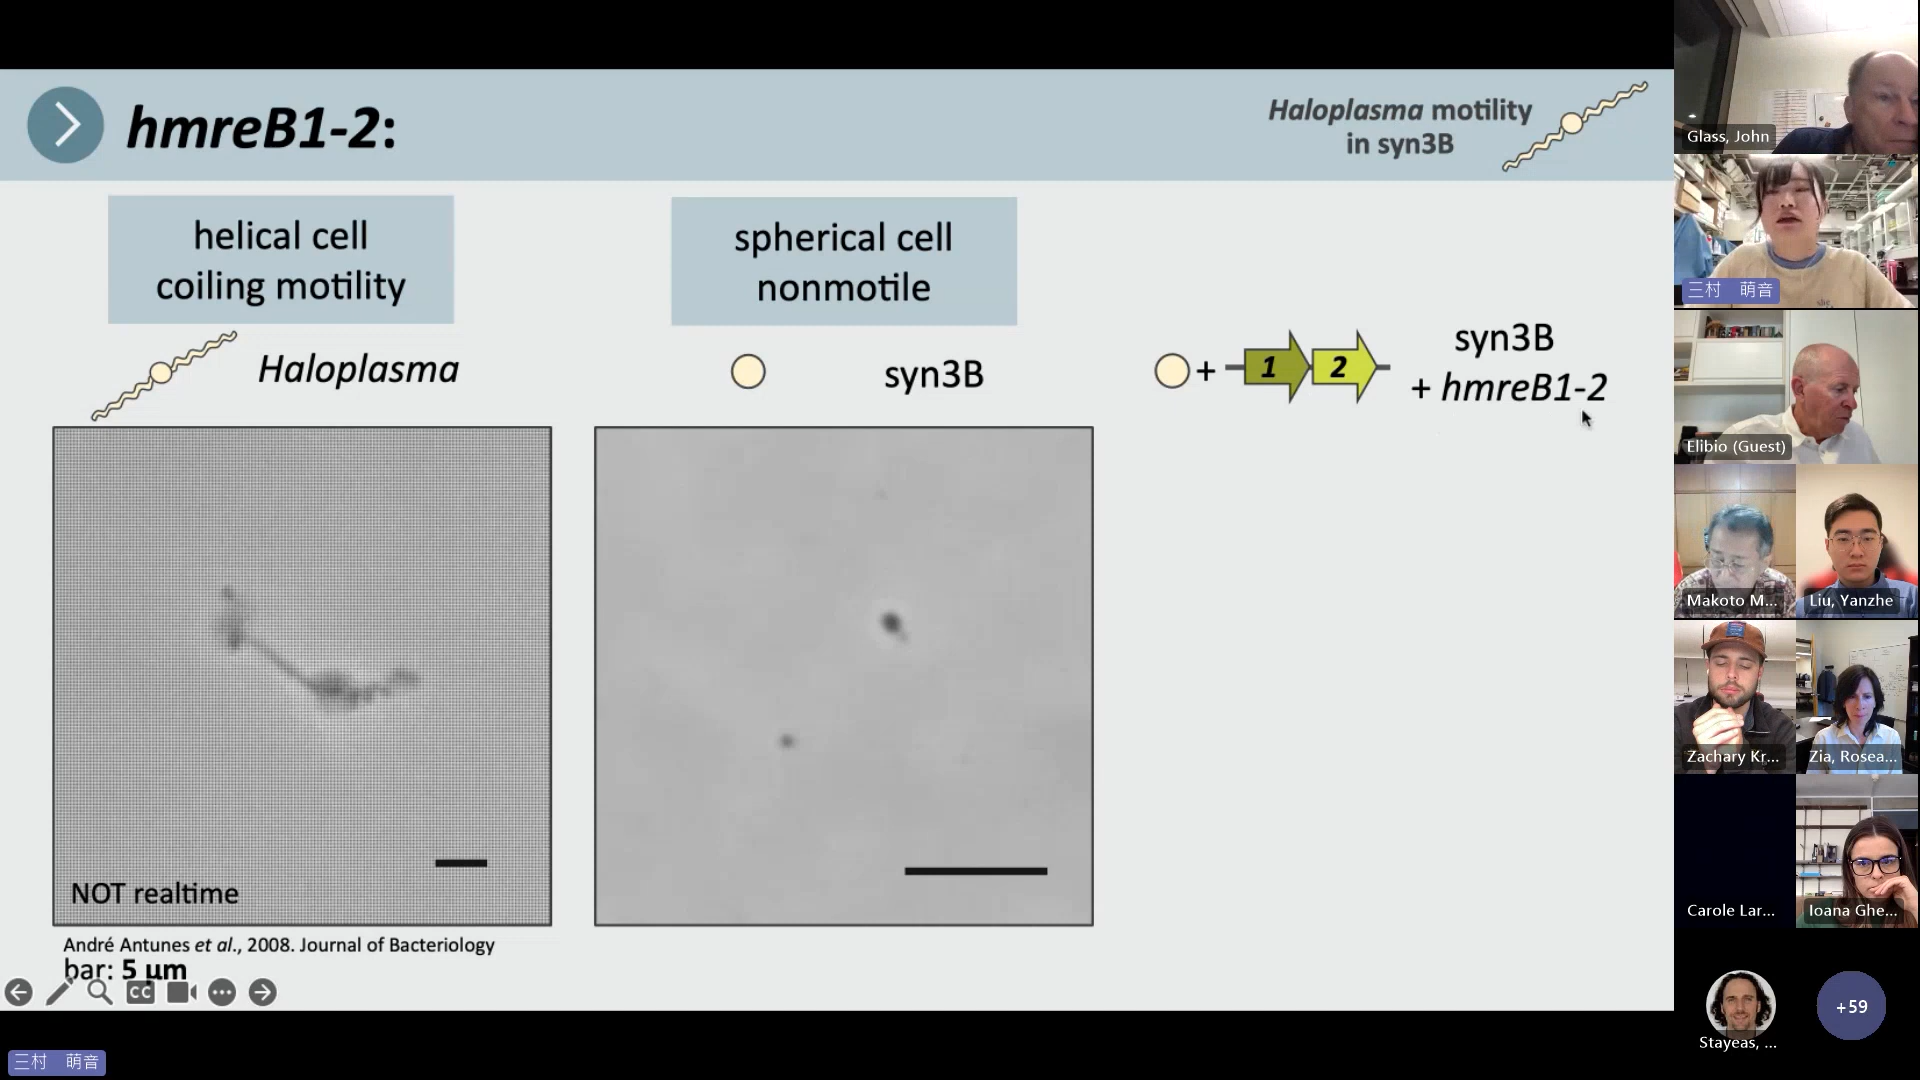 hmreB1-2:
Haloplasma motility
in syn3B
helical cell
coiling motility
Haloplasma
spherical cell
nonmotile
syn3B
+
1
2
syn3B
+ hmreB1-2
NOT realtime
André Antunes et al., 2008. Journal of Bacteriology
bar: 5 µm
CC
三村 萌音
Glass, John
三村 萌音
Elibio (Guest)
Makoto M...
Liu, Yanzhe
Zachary Kr...
Zia, Rosea...
Carole Lar...
Ioana Ghe...
Stayeas, ...
+59